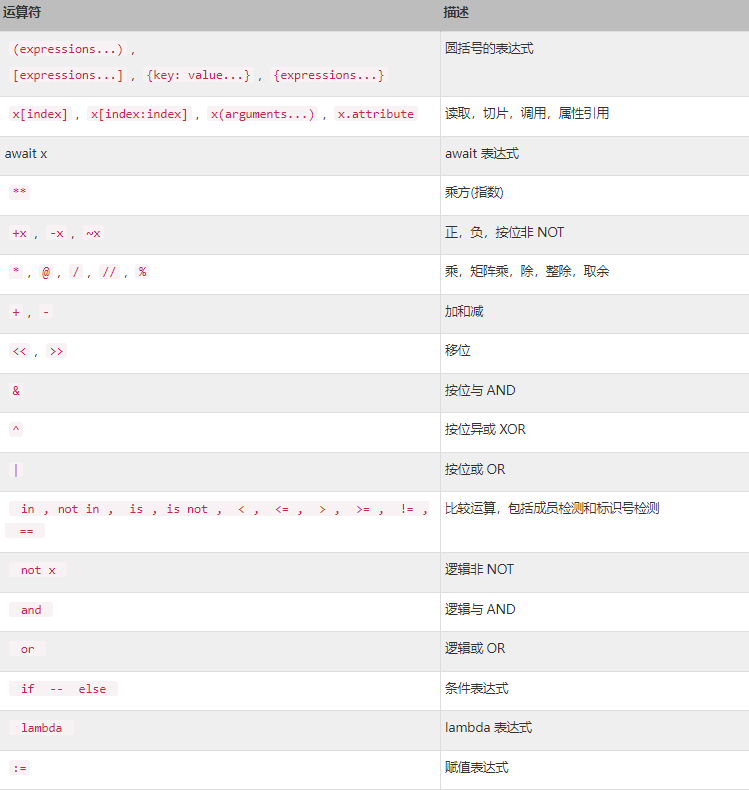 运算符 描述
(expressions...) , 圆括号的表达式
[expressions...] , {key: value...} , {expressions...}
x[index] , x[index:index] , x(arguments...) , x.attribute 读取，切片，调用，属性引用
await x await 表达式
** 乘方(指数)
+x , -x , ~x 正，负，按位非 NOT
* , @ , / , // , % 乘，矩阵乘，除，整除，取余
+ , - 加和减
<< , >> 移位
& 按位与 AND
^ 按位异或 XOR
| 按位或 OR
in , not in , is , is not , < , <= , > , >= , != , 比较运算，包括成员检测和标识号检测
==
not x 逻辑非 NOT
and 逻辑与 AND
or 逻辑或 OR
if -- else 条件表达式
lambda lambda 表达式
:= 赋值表达式